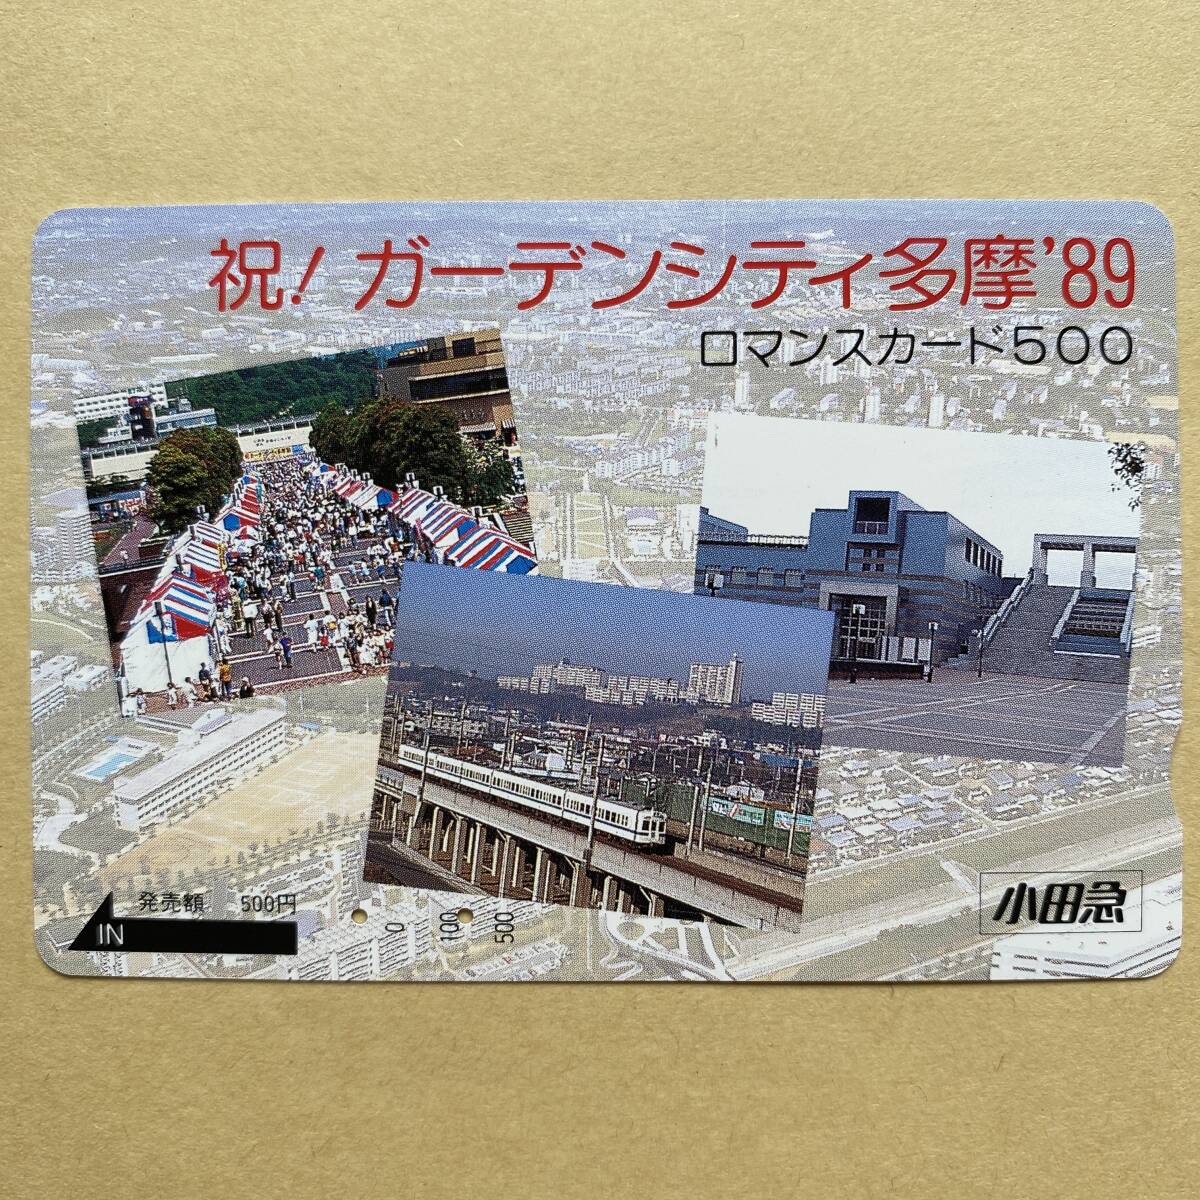 祝！ガーデンシティ多摩'89
ロマンスカード500
発売額 500円
IN
0
100
500
小田急